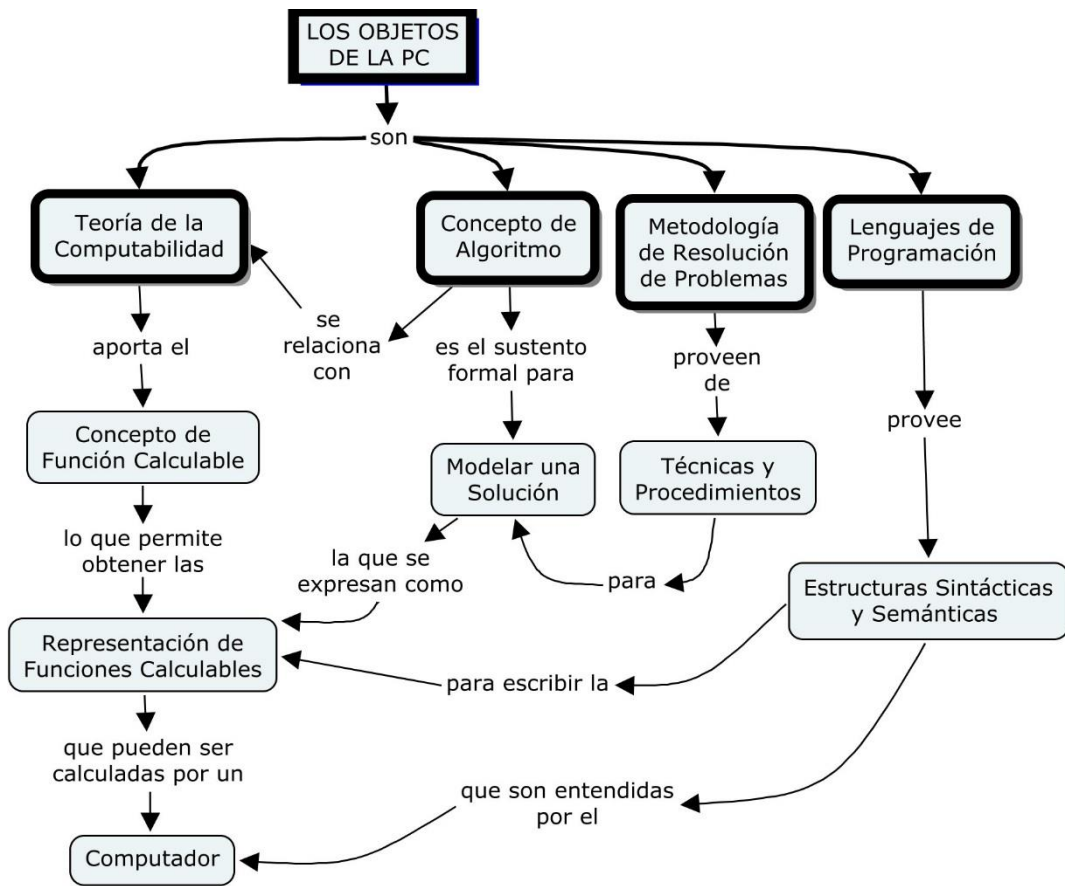 LOS OBJETOS
DE LA PC
son
Teoría de la
Computabilidad
Concepto de
Algoritmo
Metodología
de Resolución
de Problemas
Lenguajes de
Programación
aporta el
se
relaciona
con
es el sustento
formal para
proveen
de
provee
Concepto de
Función Calculable
Modelar una
Solución
Técnicas y
Procedimientos
lo que permite
obtener las
la que se
expresan como
para
Estructuras Sintácticas
y Semánticas
Representación de
Funciones Calculables
para escribir la
que pueden ser
calculadas por un
que son entendidas
por el
Computador